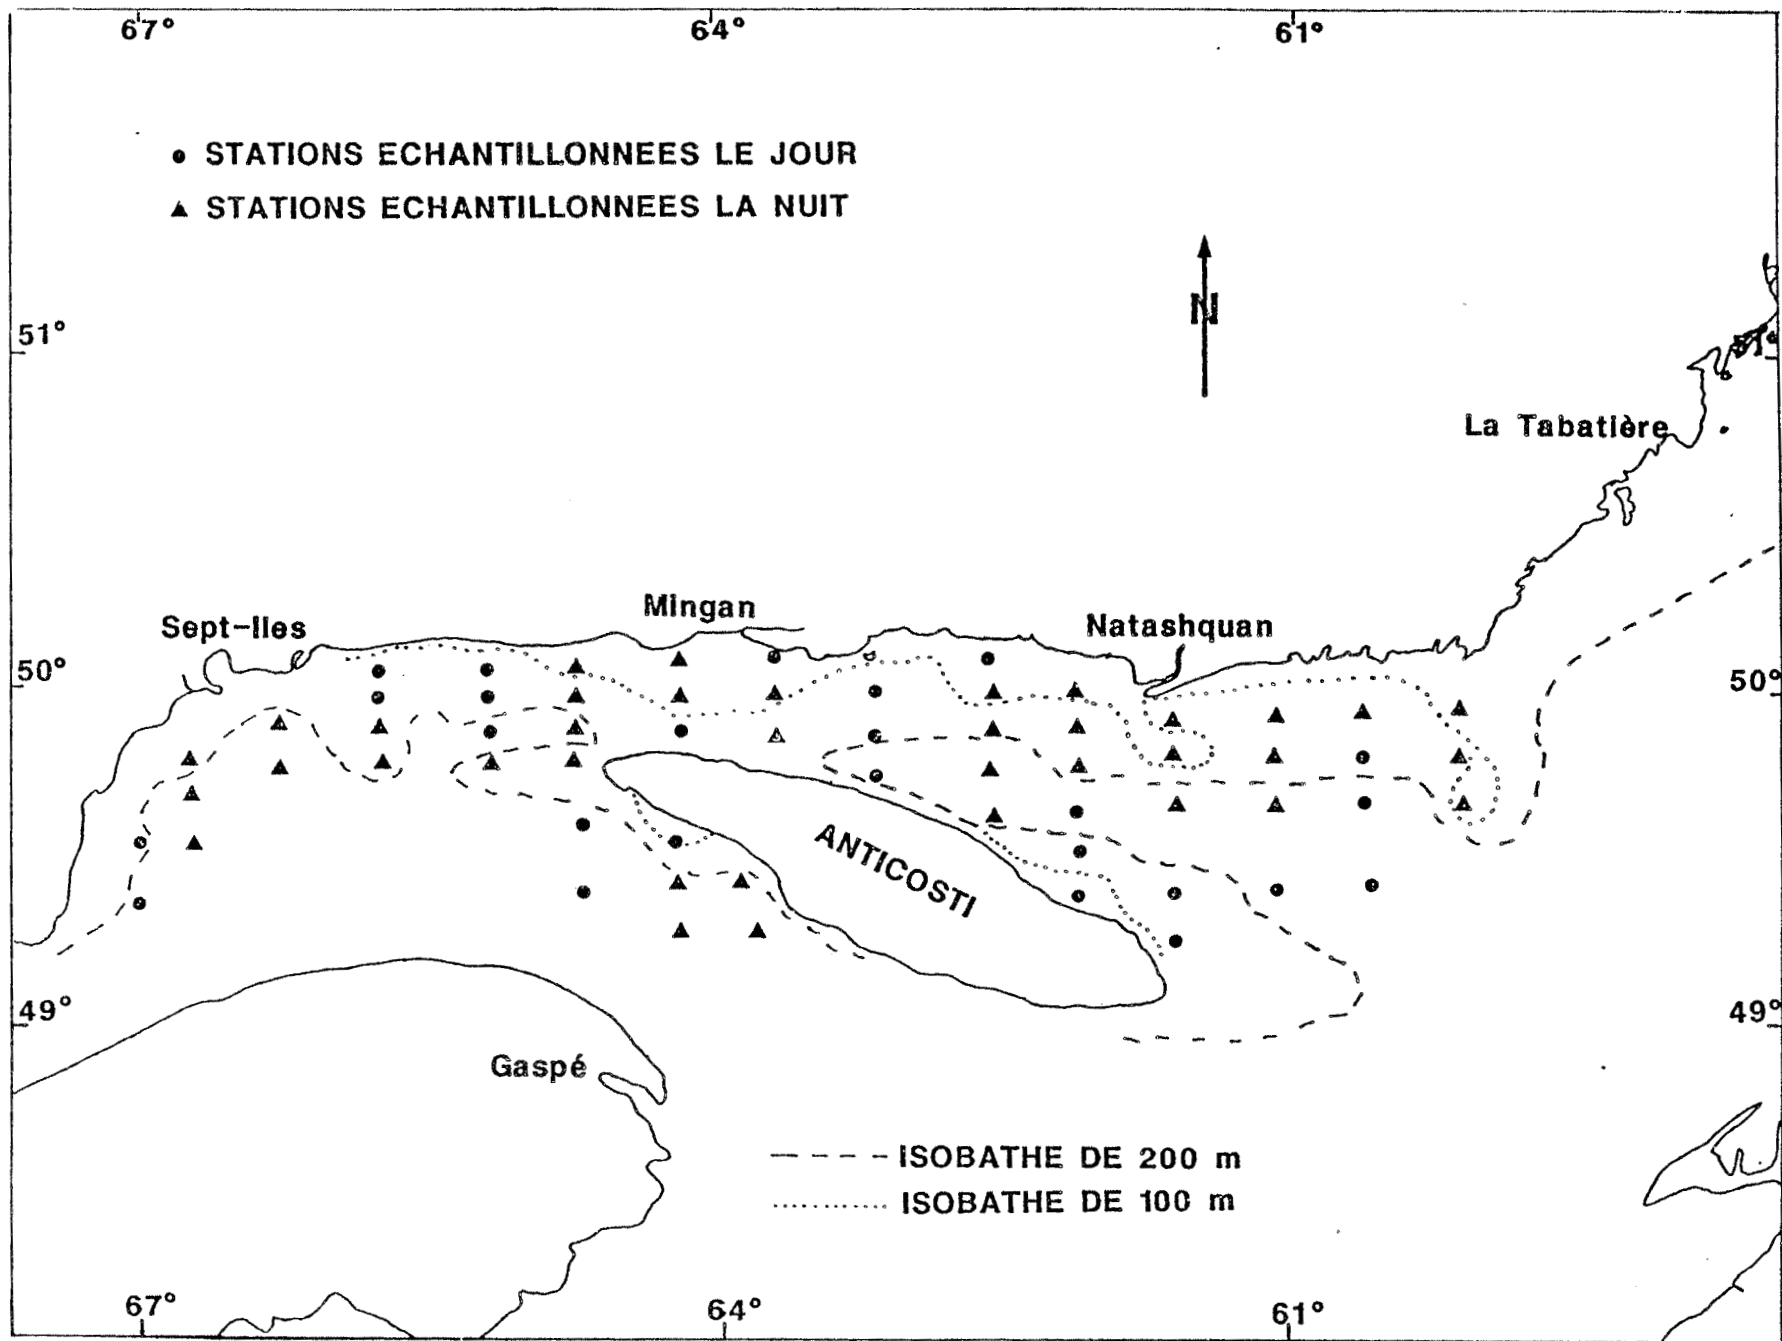 67° 64° 61°
STATIONS ECHANTILLONNEES LE JOUR
STATIONS ECHANTILLONNEES LA NUIT
N
51°
La Tabatière
Mingan
Sept-Iles
Natashquan
50° 50°
ANTICOSTI
49° 49°
Gaspé
ISOBATHE DE 200 m
ISOBATHE DE 100 m
67° 64° 61°